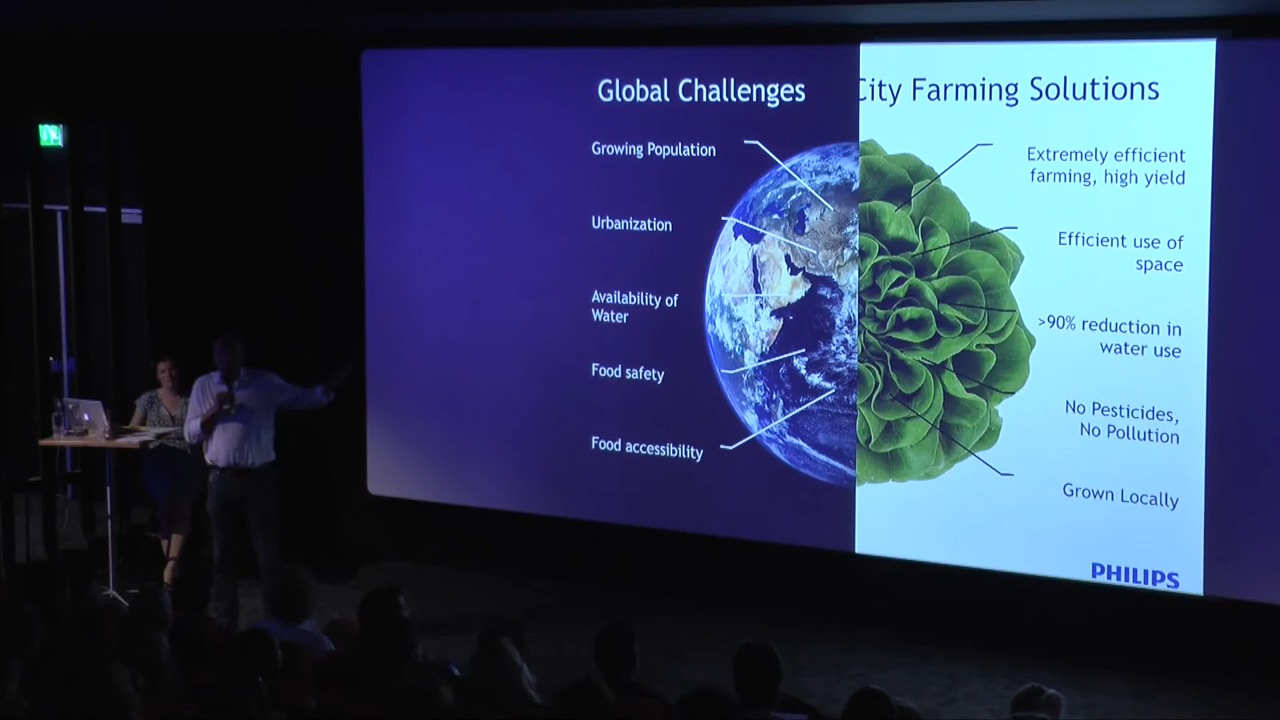 Global Challenges
Growing Population
Urbanization
Availability of
Water
Food safety
Food accessibility
City Farming Solutions
Extremely efficient
farming, high yield
Efficient use of
space
>90% reduction in
water use
No Pesticides,
No Pollution
Grown Locally
PHILIPS